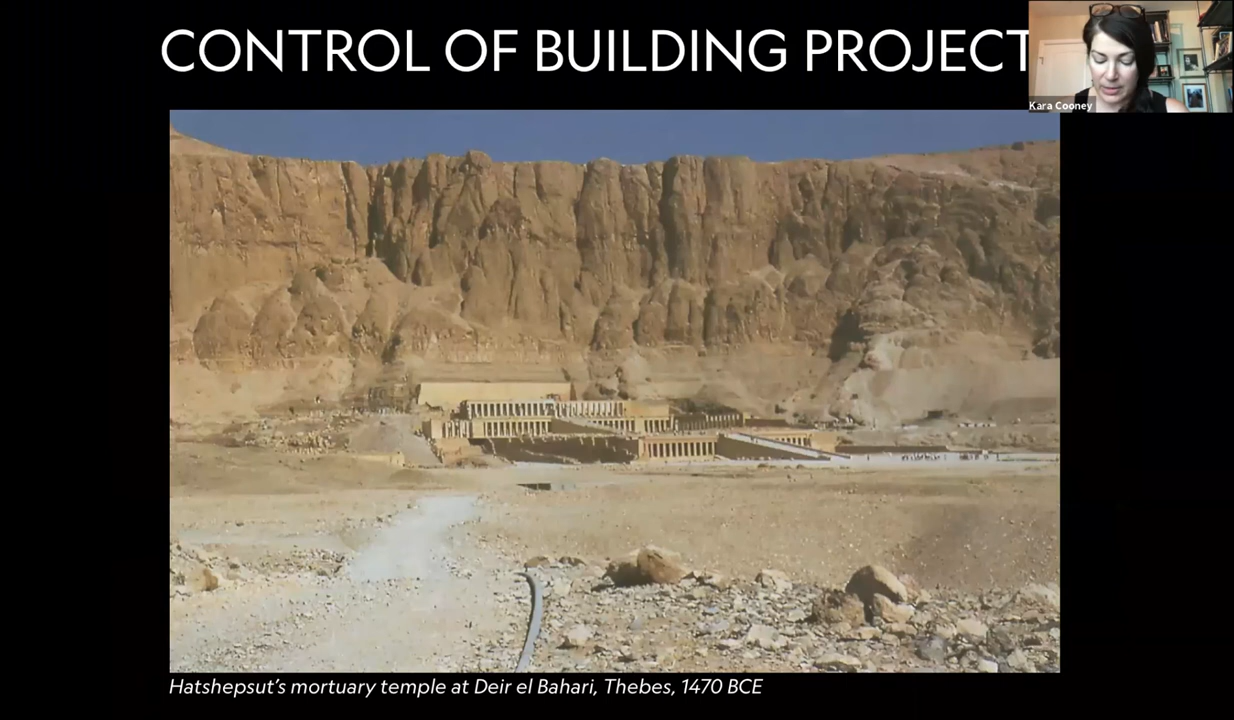 CONTROL OF BUILDING PROJECT
Kara Cooney
Hatshepsut's mortuary temple at Deir el Bahari, Thebes, 1470 BCE